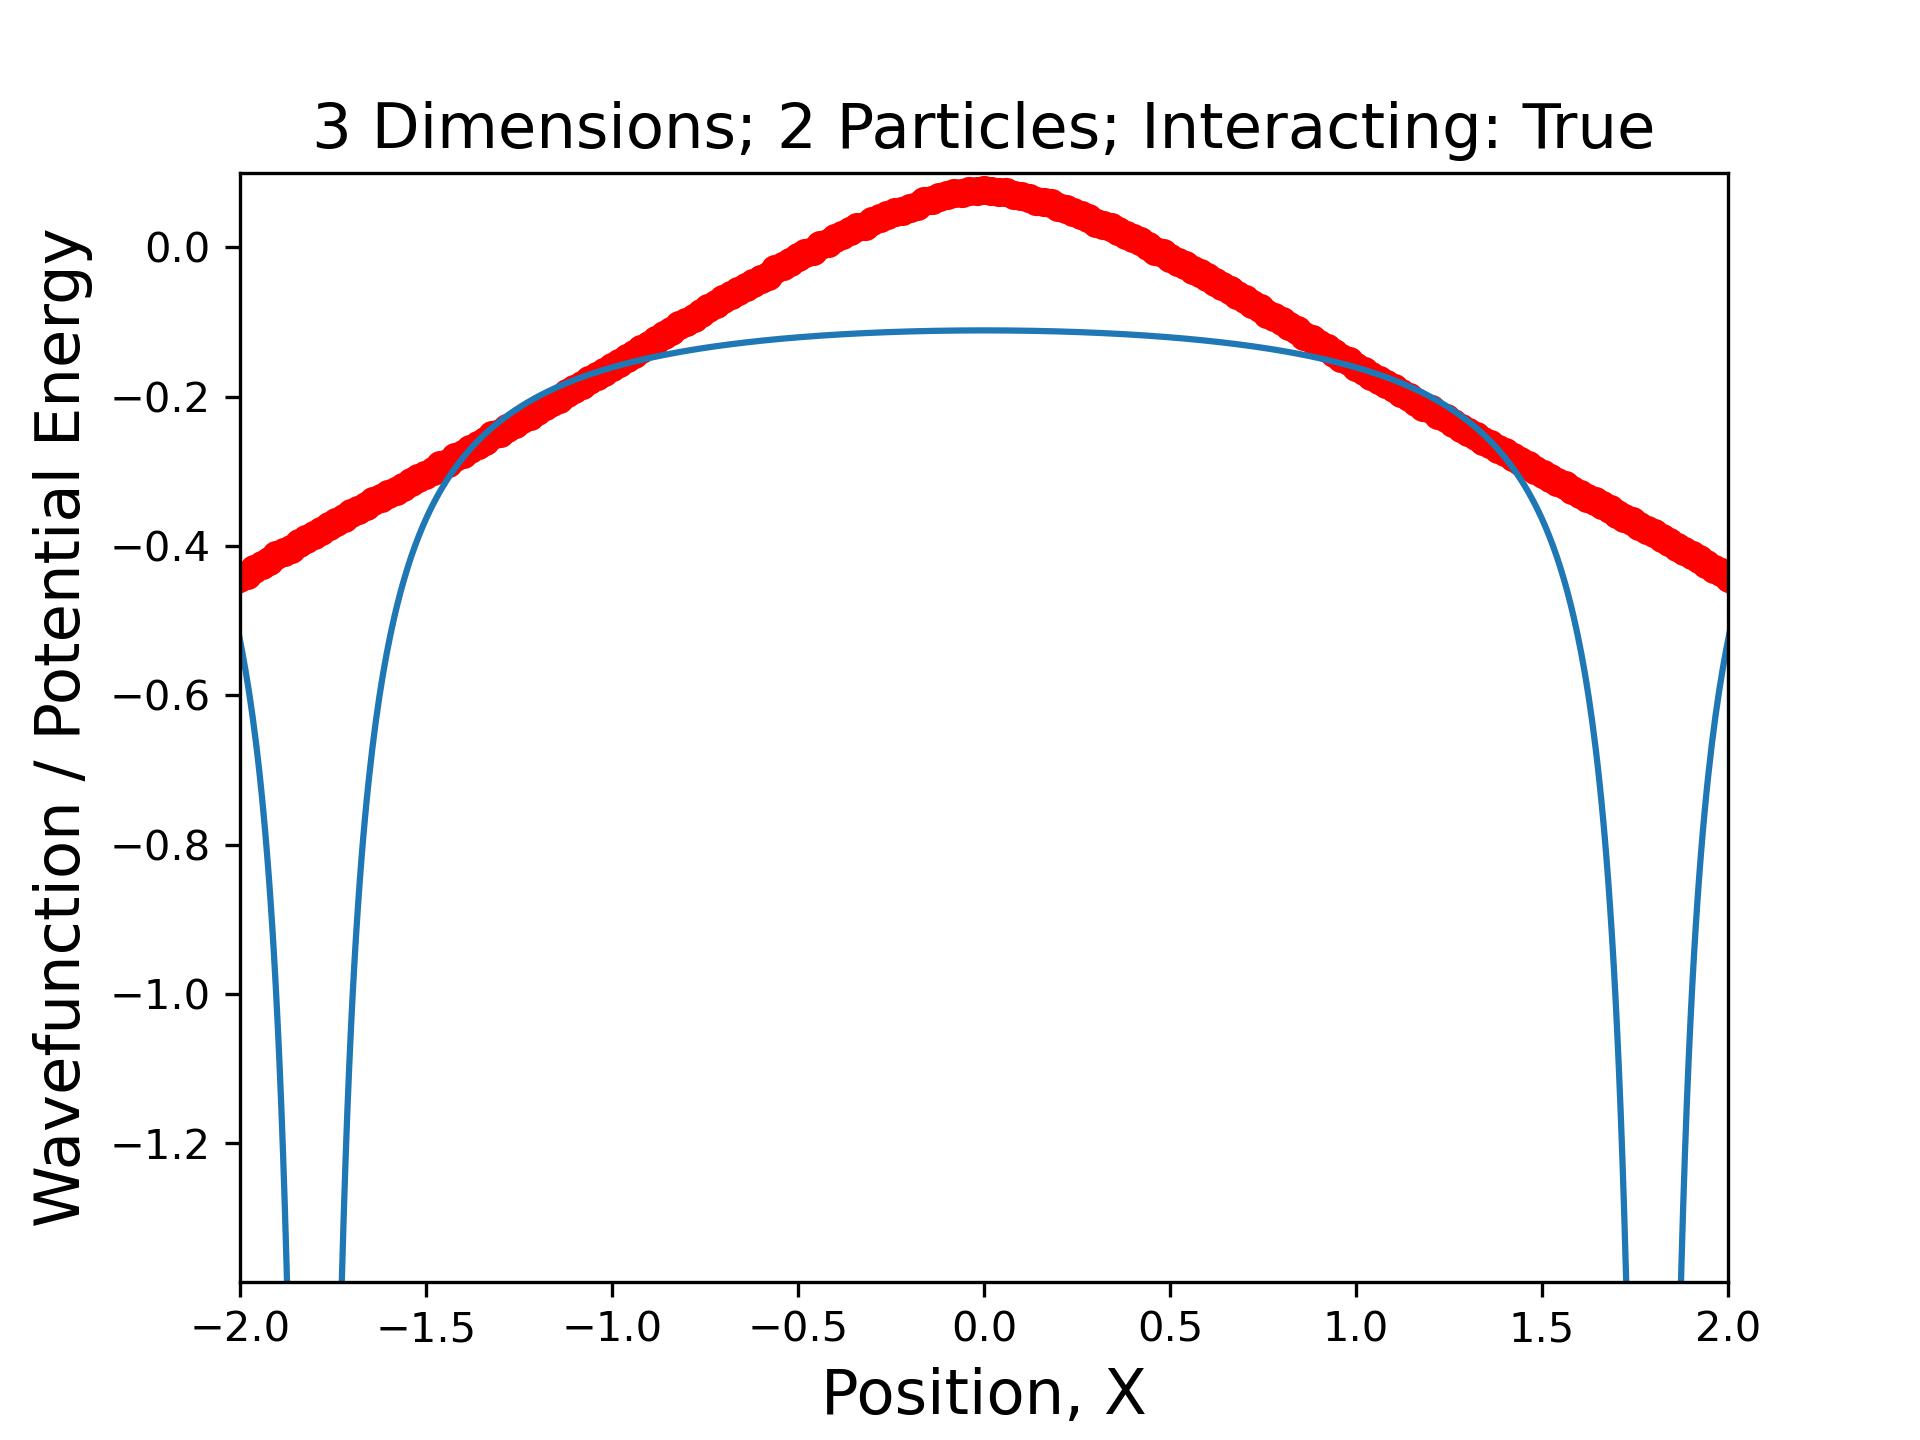 3 Dimensions; 2 Particles; Interacting: True
Wavefunction / Potential Energy
0.0
−0.2
−0.4
−0.6
−0.8
−1.0
−1.2
−2.0 −1.5 −1.0 −0.5 0.0 0.5 1.0 1.5 2.0
Position, X